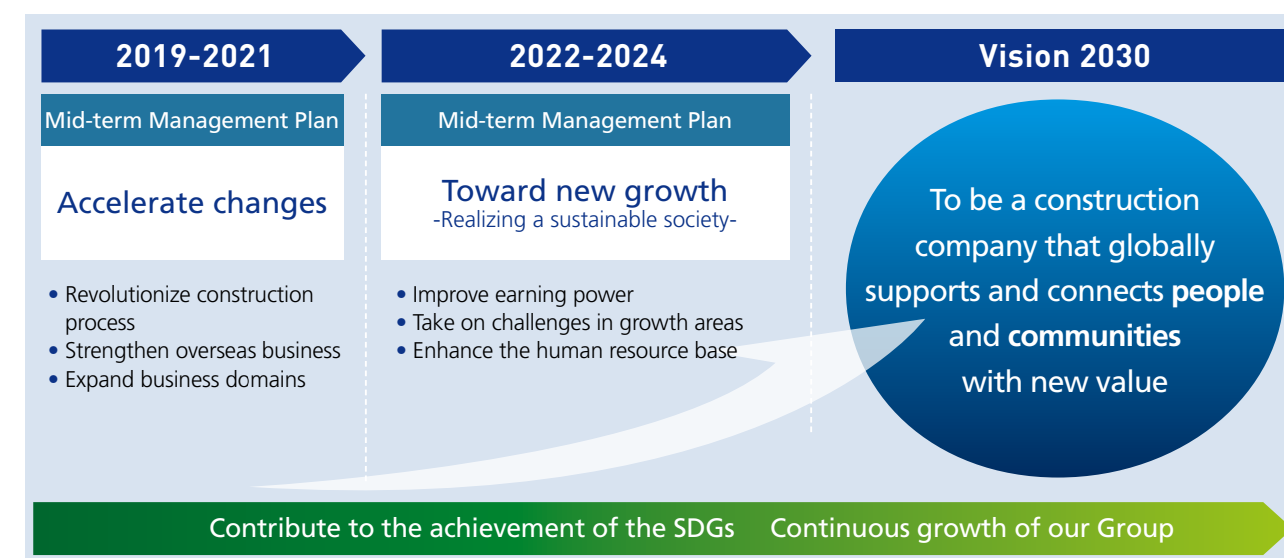 2019-2021
Mid-term Management Plan
Accelerate changes
• Revolutionize construction
process
• Strengthen overseas business
• Expand business domains
2022-2024
Mid-term Management Plan
Toward new growth
-Realizing a sustainable society-
• Improve earning power
• Take on challenges in growth areas
• Enhance the human resource base
Vision 2030
To be a construction
company that globally
supports and connects people
and communities
with new value
Contribute to the achievement of the SDGs Continuous growth of our Group